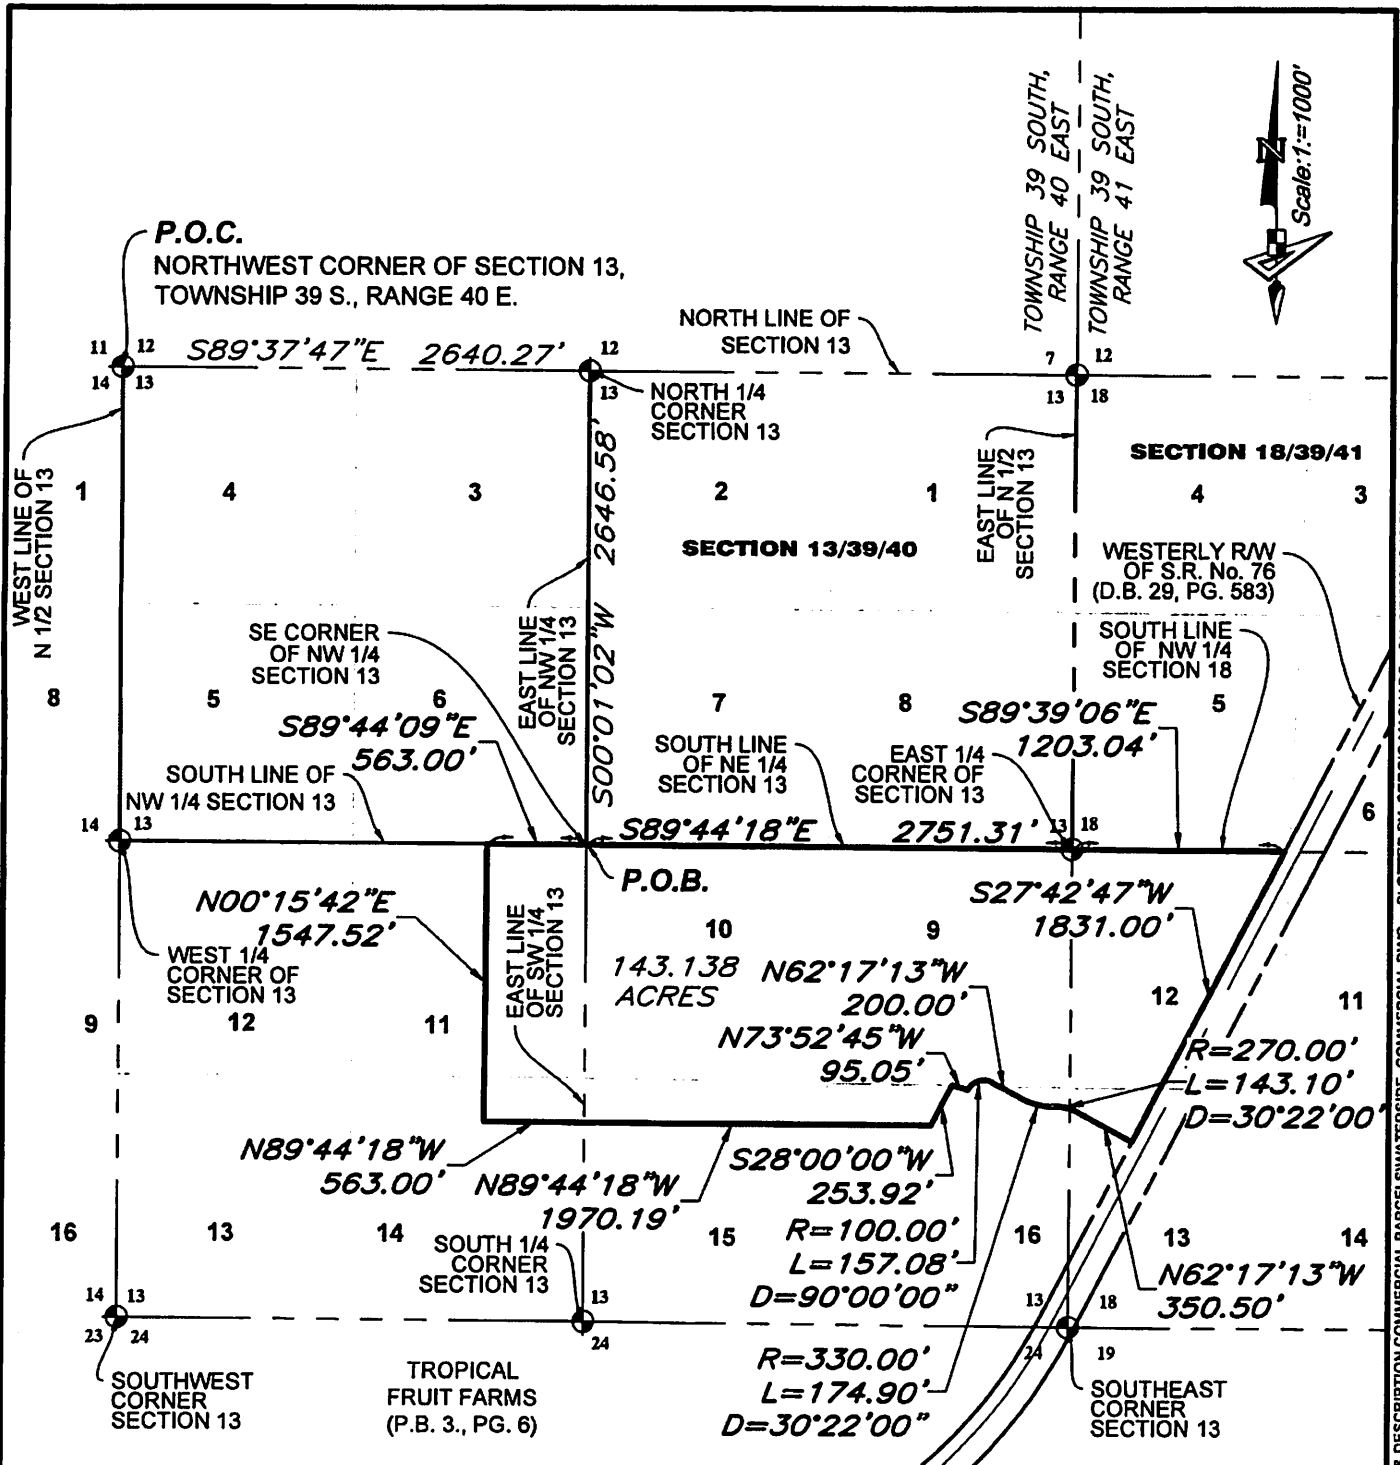 TOWNSHIP 39 SOUTH,
RANGE 40 EAST
TOWNSHIP 39 SOUTH,
RANGE 41 EAST
N
Scale:1:=1000'
P.O.C.
NORTHWEST CORNER OF SECTION 13,
TOWNSHIP 39 S., RANGE 40 E.
NORTH LINE OF
SECTION 13
11 12
14 13
S89°37'47"E 2640.27'
12
13
7 12
13 18
NORTH 1/4
CORNER
SECTION 13
WEST LINE OF
N 1/2 SECTION 13
S00°01'02"W 2646.58'
EAST LINE
OF N 1/2
SECTION 13
SECTION 18/39/41
1 4 3 2 1 4 3
SECTION 13/39/40
WESTERLY R/W
OF S.R. No. 76
(D.B. 29, PG. 583)
SE CORNER
OF NW 1/4
SECTION 13
EAST LINE
OF NW 1/4
SECTION 13
SOUTH LINE
OF NW 1/4
SECTION 18
8 5 6 7 8 5
S89°44'09"E
563.00'
S89°39'06"E
1203.04'
SOUTH LINE
OF NE 1/4
SECTION 13
EAST 1/4
CORNER OF
SECTION 13
SOUTH LINE OF
NW 1/4 SECTION 13
6
14 13
S89°44'18"E 2751.31'
13 18
P.O.B.
N00°15'42"E
1547.52'
S27°42'47"W
1831.00'
WEST 1/4
CORNER OF
SECTION 13
EAST LINE
OF SW 1/4
SECTION 13
10 9
143.138
ACRES
N62°17'13"W
200.00'
9 12 11 12 11
N73°52'45"W
95.05'
R=270.00'
L=143.10'
D=30°22'00"
N89°44'18"W
563.00'
N89°44'18"W
1970.19'
S28°00'00"W
253.92'
16 13 14 15 16 13 14
R=100.00'
L=157.08'
D=90°00'00"
SOUTH 1/4
CORNER
SECTION 13
N62°17'13"W
350.50'
14 13
23 24
13
24
13 18
24 19
R=330.00'
L=174.90'
D=30°22'00"
SOUTHWEST
CORNER
SECTION 13
TROPICAL
FRUIT FARMS
(P.B. 3., PG. 6)
SOUTHEAST
CORNER
SECTION 13